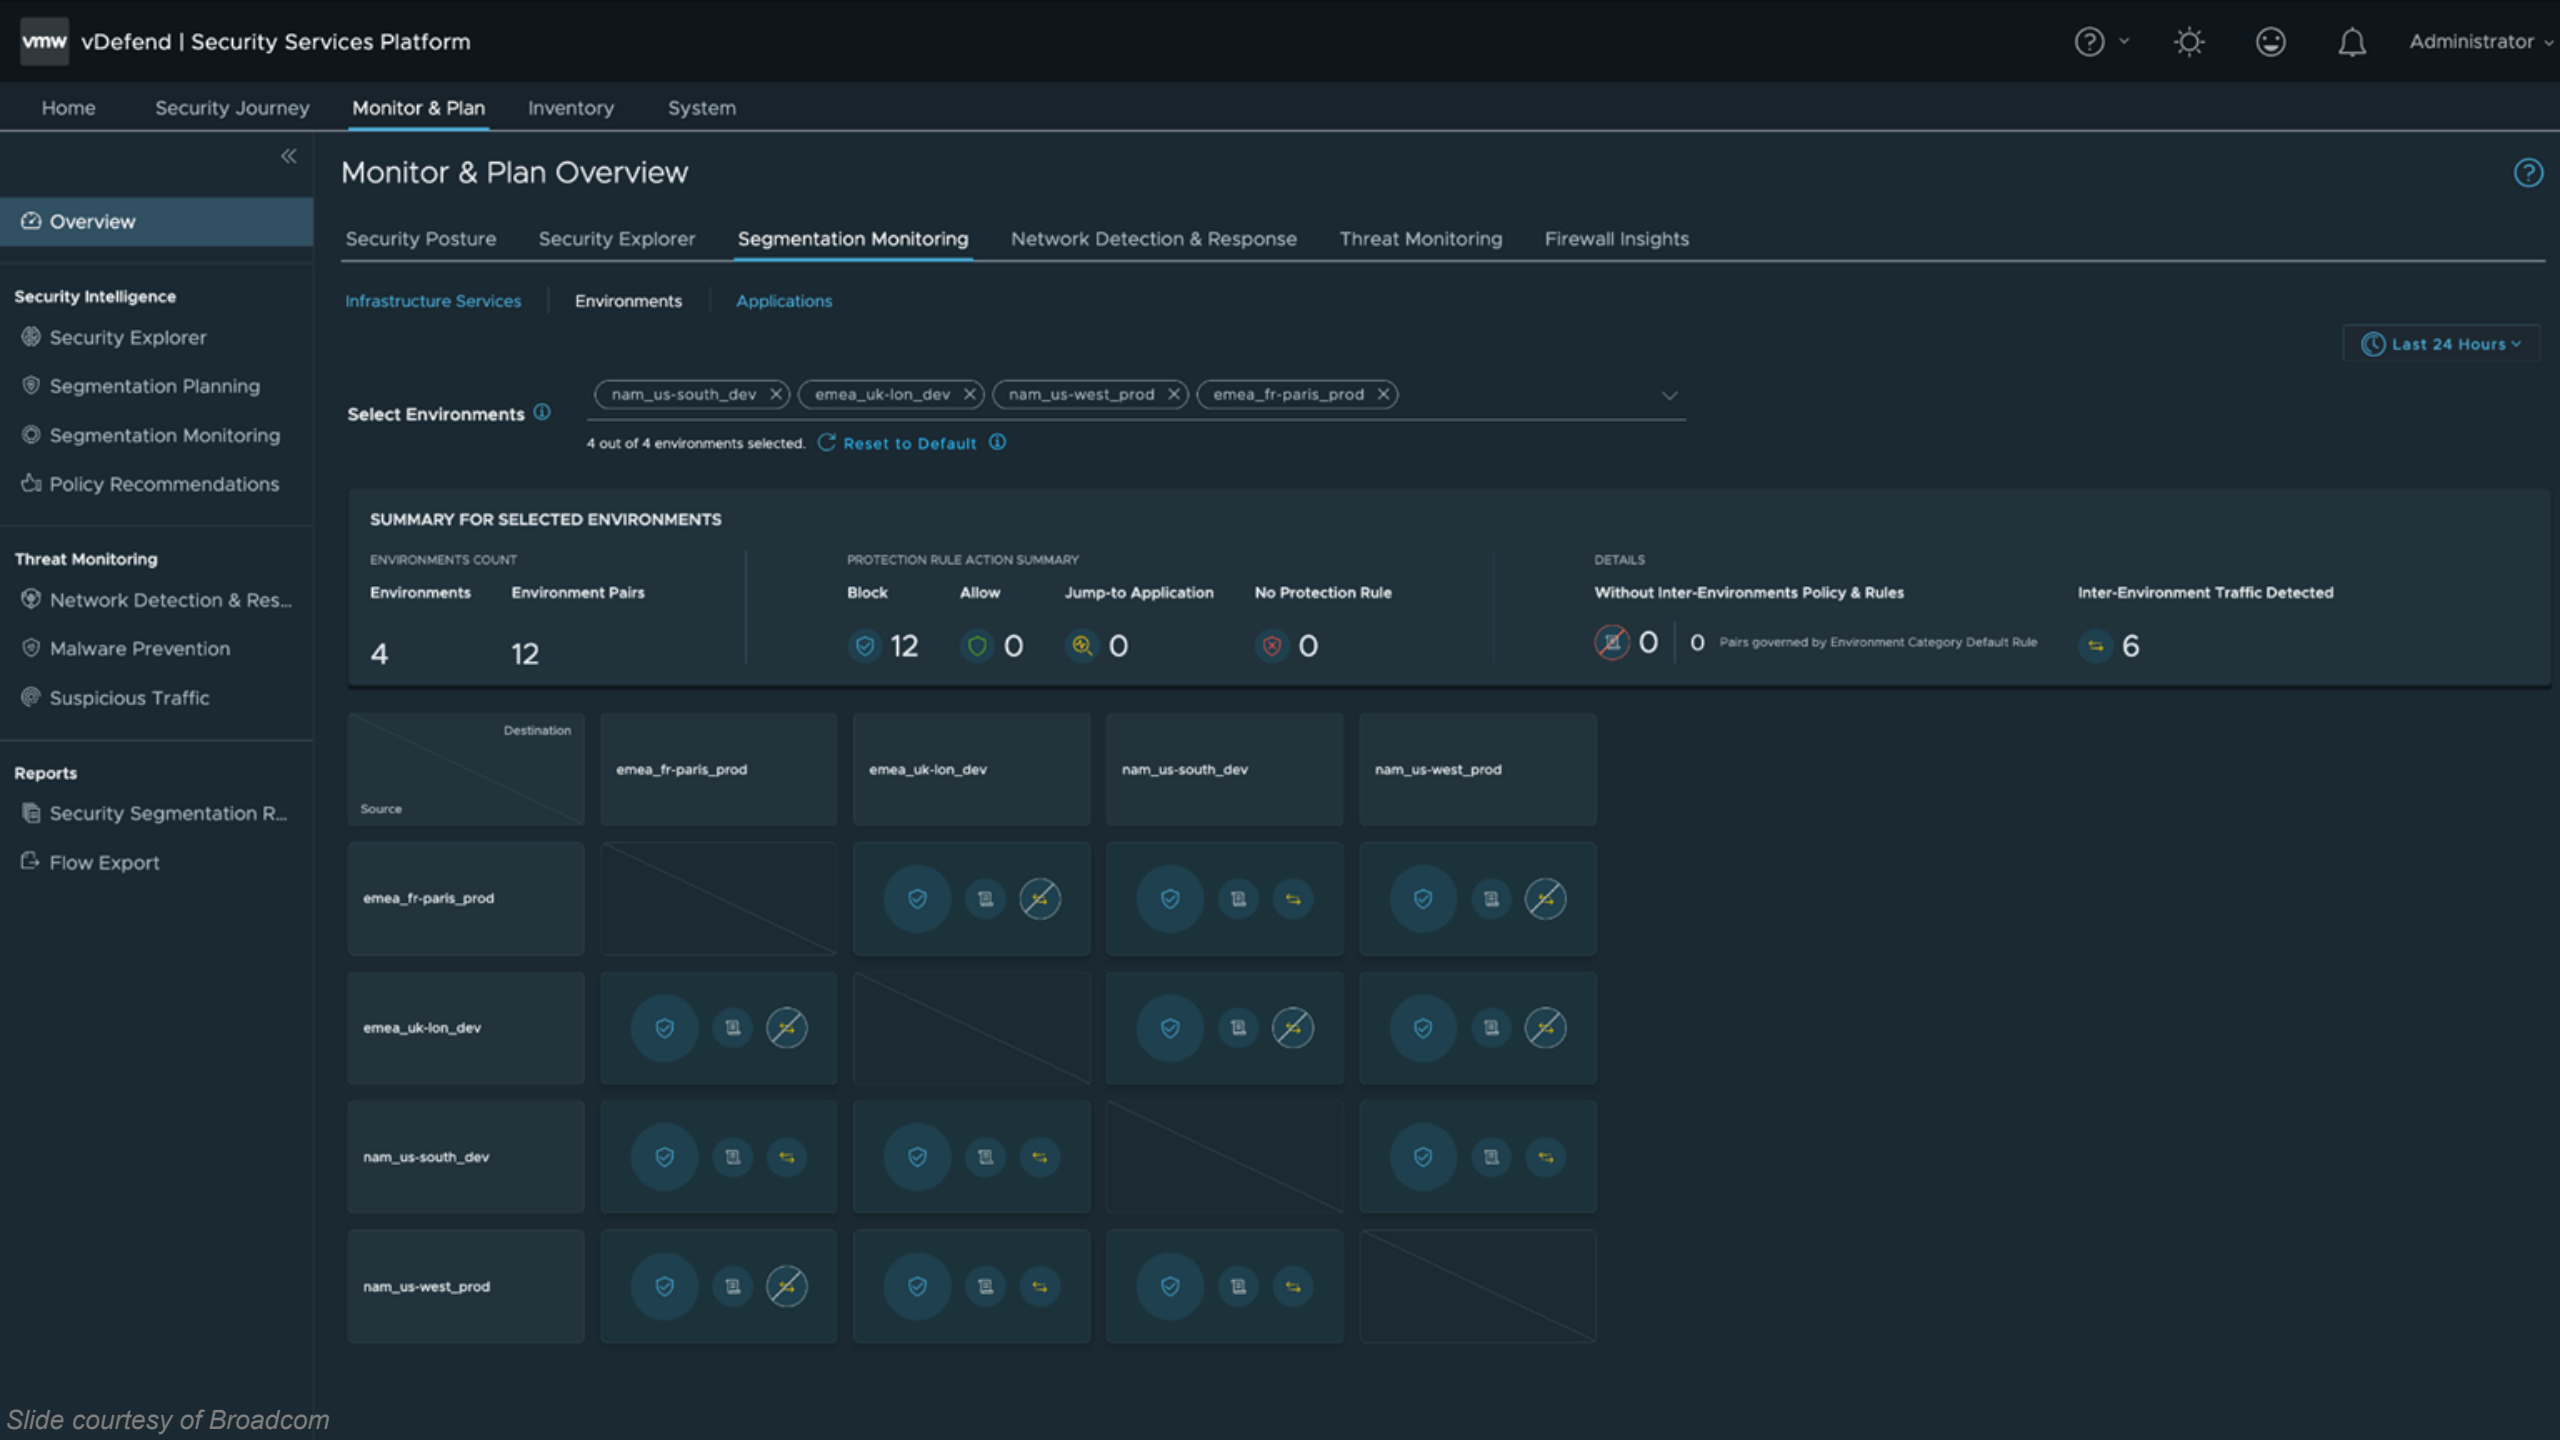 vmw vDefend | Security Services Platform
Administrator
Home Security Journey Monitor & Plan Inventory System
Overview
Security Intelligence
Security Explorer
Segmentation Planning
Segmentation Monitoring
Policy Recommendations
Threat Monitoring
Network Detection & Res...
Malware Prevention
Suspicious Traffic
Reports
Security Segmentation R...
Flow Export
Monitor & Plan Overview
Security Posture Security Explorer Segmentation Monitoring Network Detection & Response Threat Monitoring Firewall Insights
Infrastructure Services Environments Applications
Last 24 Hours
Select Environments
nam_us-south_dev emea_uk-lon_dev nam_us-west_prod emea_fr-paris_prod
4 out of 4 environments selected. Reset to Default
SUMMARY FOR SELECTED ENVIRONMENTS
ENVIRONMENTS COUNT PROTECTION RULE ACTION SUMMARY DETAILS
Environments Environment Pairs Block Allow Jump-to Application No Protection Rule Without Inter-Environments Policy & Rules Inter-Environment Traffic Detected
4 12 12 0 0 0 0 0 Pairs governed by Environment Category Default Rule 6
Destination
Source
emea_fr-paris_prod emea_uk-lon_dev nam_us-south_dev nam_us-west_prod
emea_fr-paris_prod
emea_uk-lon_dev
nam_us-south_dev
nam_us-west_prod
Slide courtesy of Broadcom